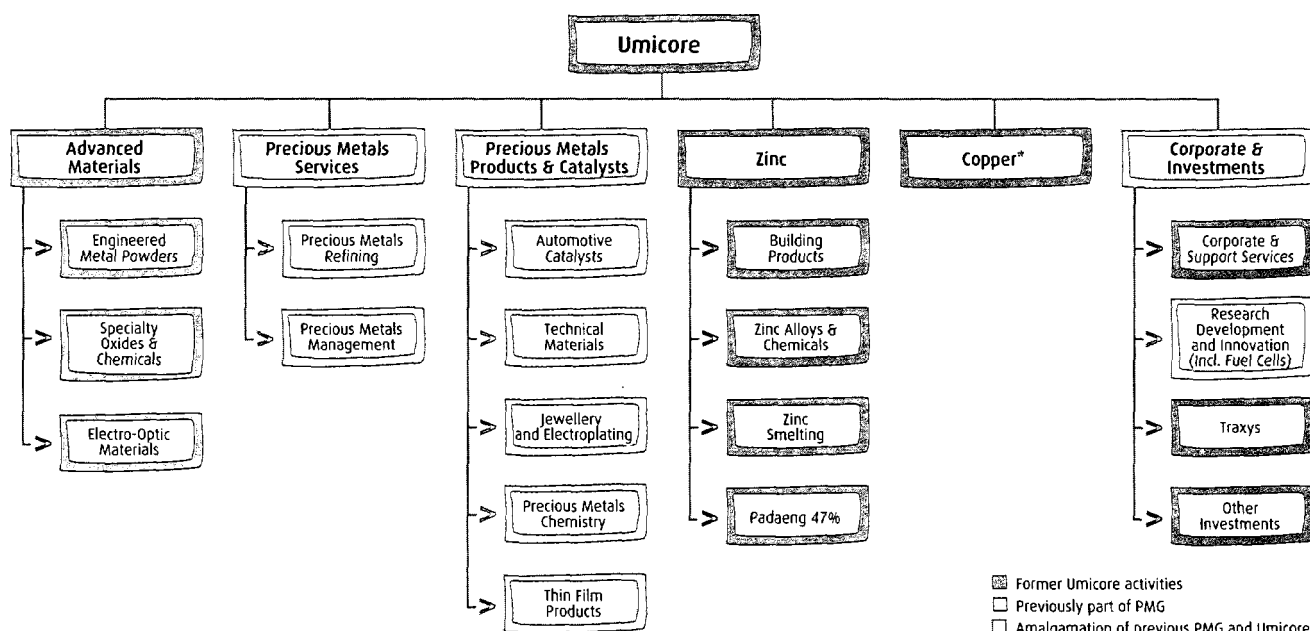 Umicore
Advanced
Materials
Precious Metals
Services
Precious Metals
Products & Catalysts
Zinc
Copper*
Corporate &
Investments
Engineered
Metal Powders
Specialty
Oxides &
Chemicals
Electro-Optic
Materials
Precious Metals
Refining
Precious Metals
Management
Automotive
Catalysts
Technical
Materials
Jewellery
and Electroplating
Precious Metals
Chemistry
Thin Film
Products
Building
Products
Zinc Alloys &
Chemicals
Zinc
Smelting
Padaeng 47%
Corporate &
Support Services
Research
Development
and Innovation
(Incl. Fuel Cells)
Traxys
Other
Investments
Former Umicore activities
Previously part of PMG
Amalgamation of previous PMG and Umicore